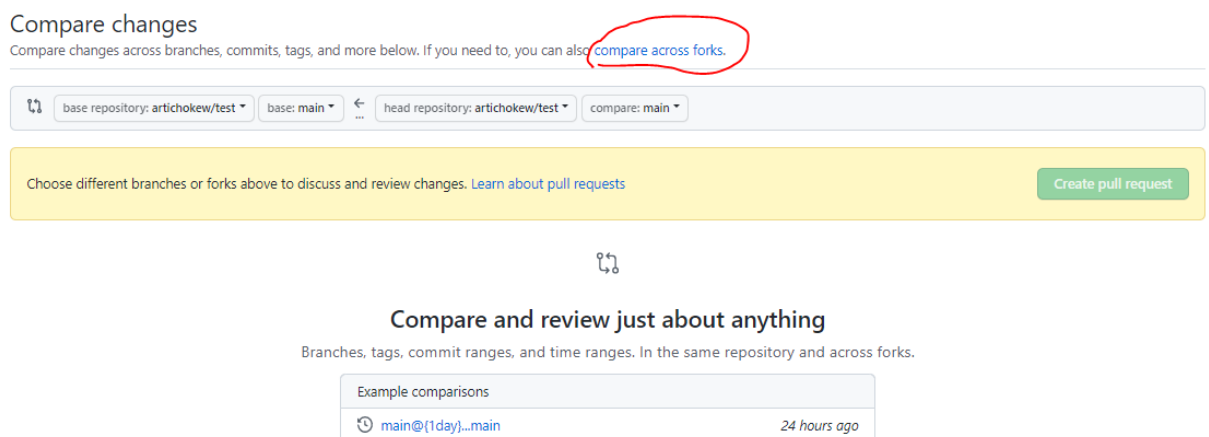 Compare changes
Compare changes across branches, commits, tags, and more below. If you need to, you can also compare across forks.
base repository: artichokew/test base: main ← ... head repository: artichokew/test compare: main
Choose different branches or forks above to discuss and review changes. Learn about pull requests Create pull request
Compare and review just about anything
Branches, tags, commit ranges, and time ranges. In the same repository and across forks.
Example comparisons
main@{1day}...main 24 hours ago